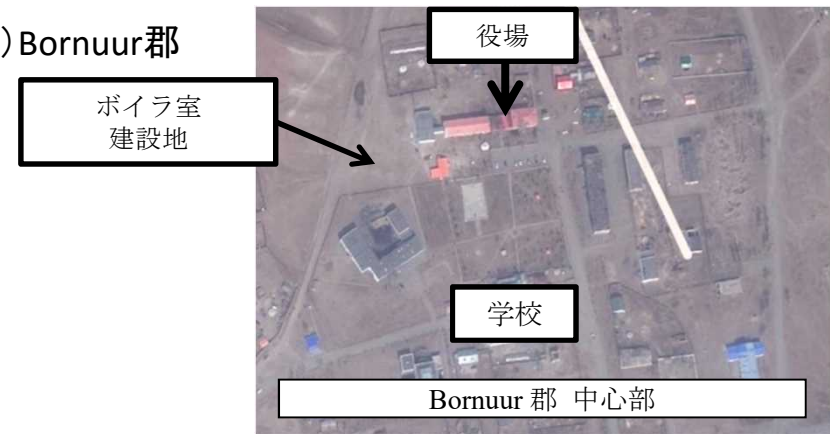 ）Bornuur郡
役場
ボイラ室
建設地
学校
Bornuur 郡 中心部